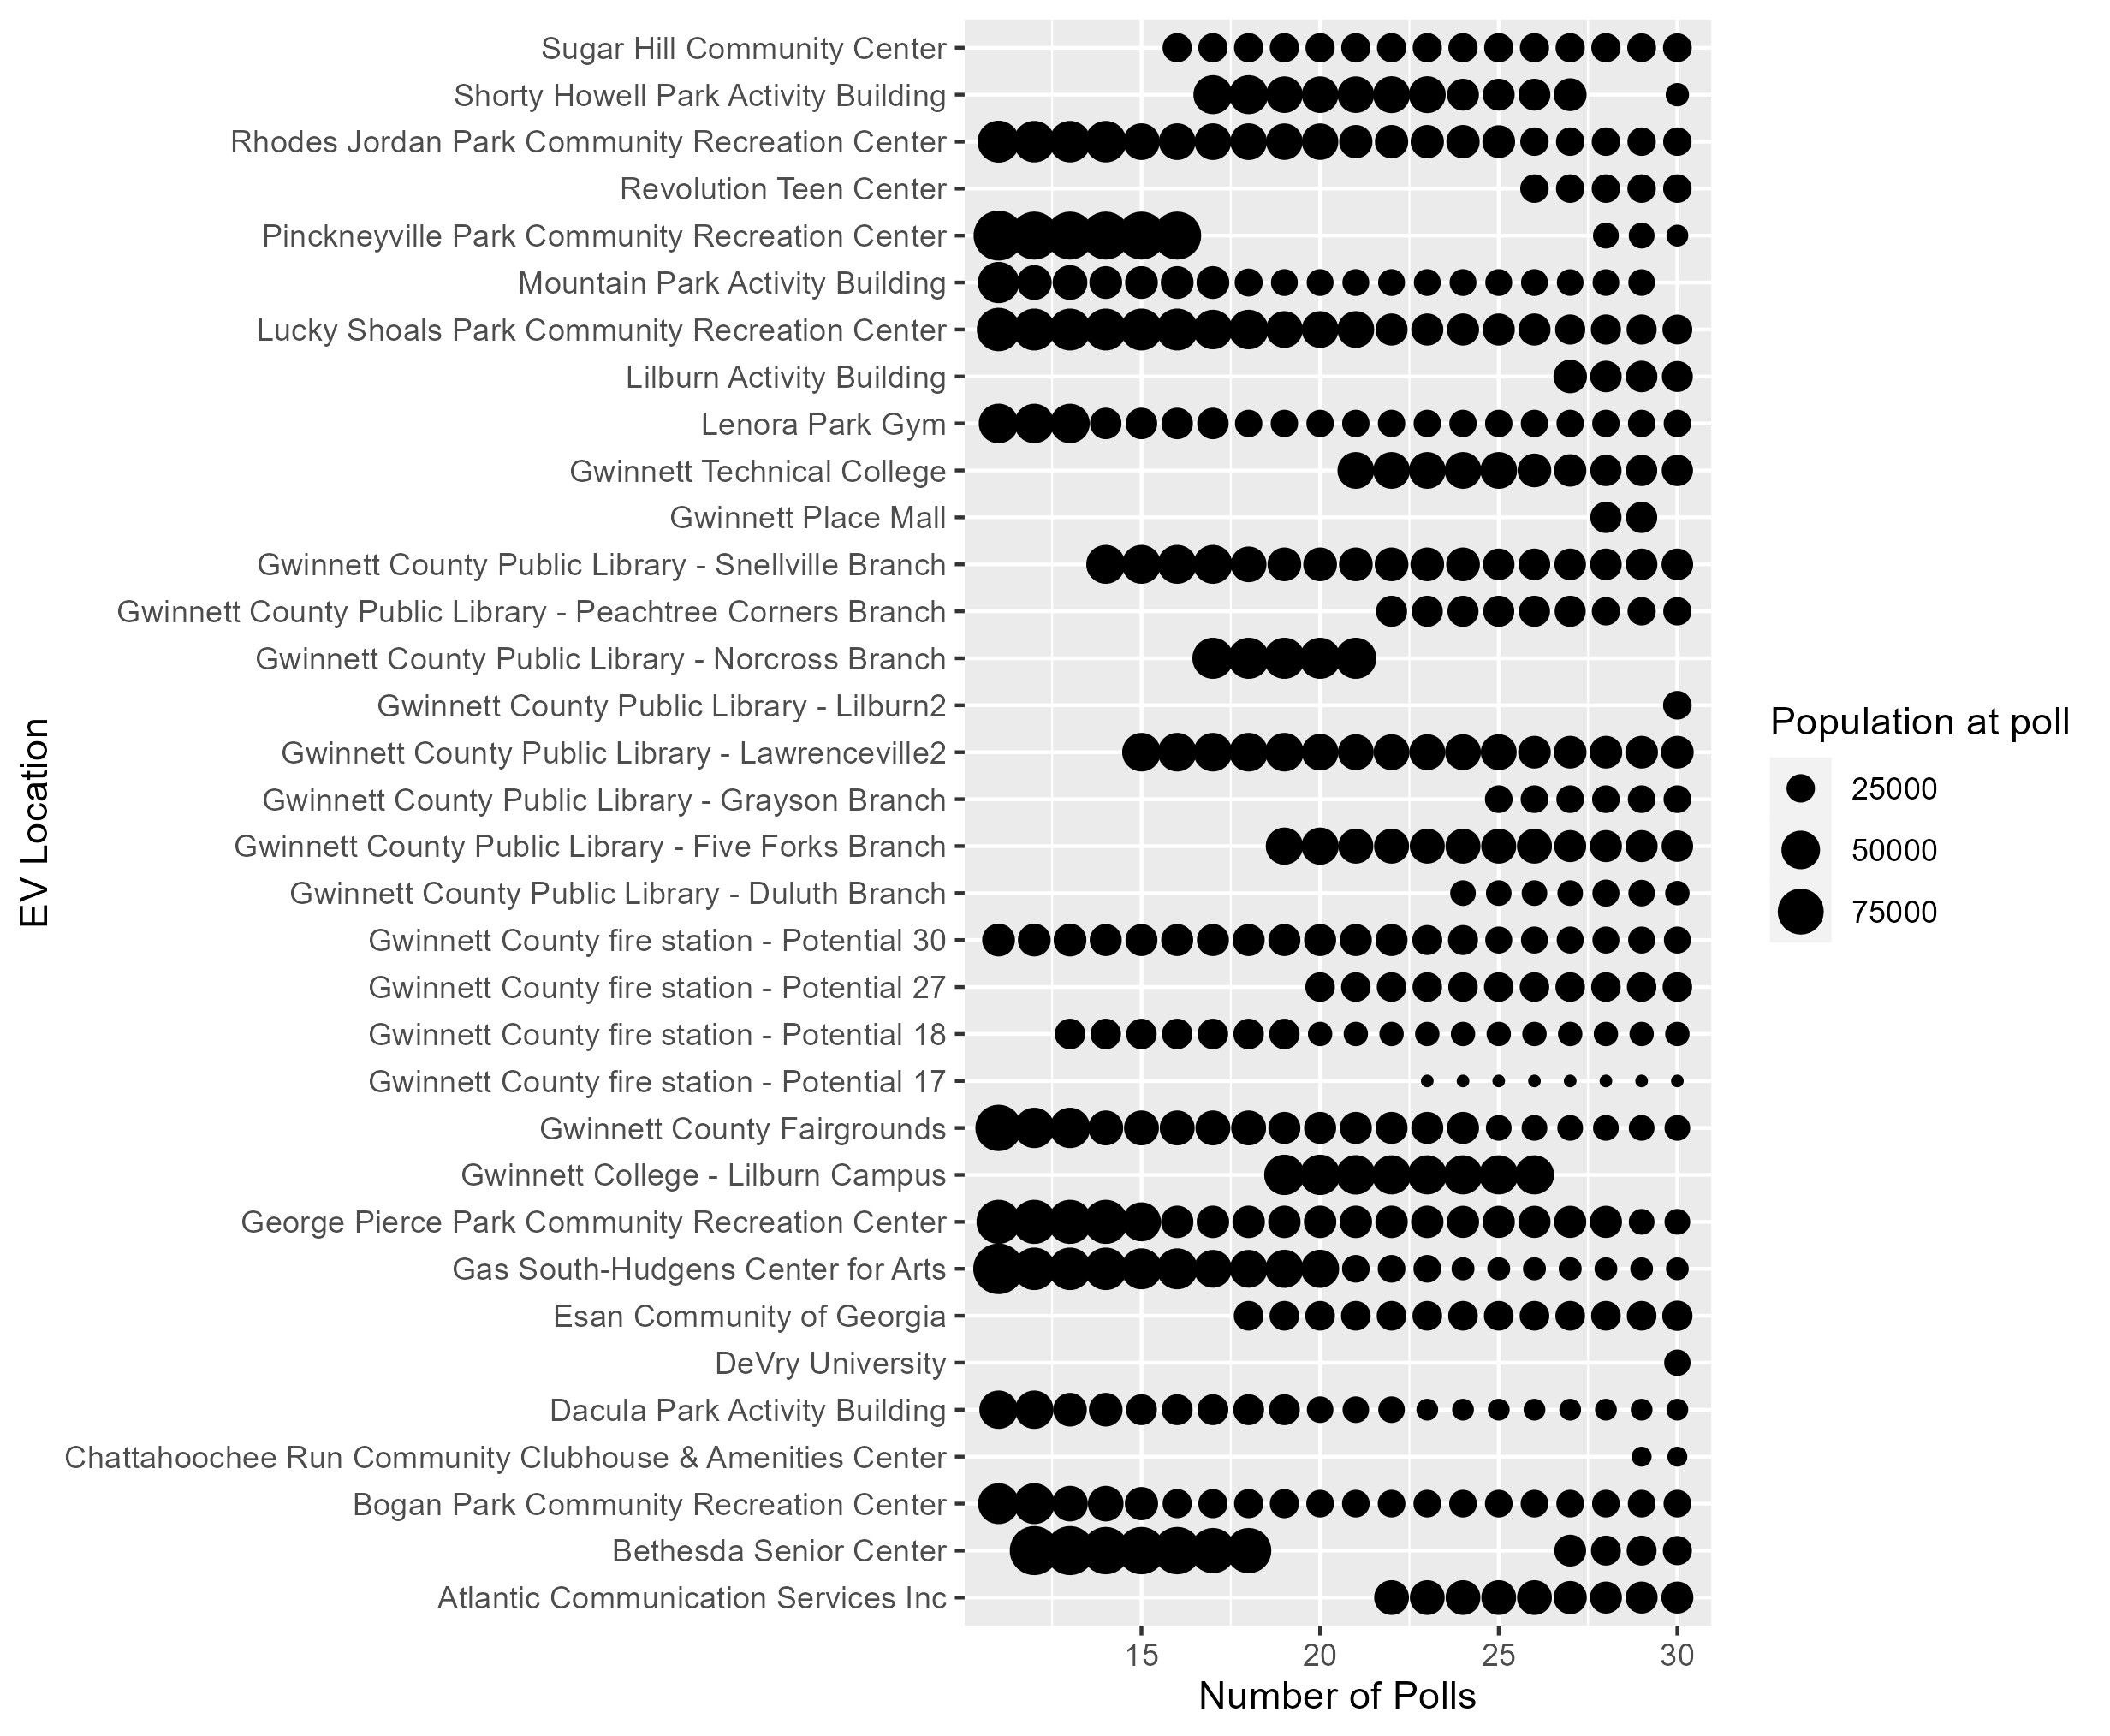 Sugar Hill Community Center
Shorty Howell Park Activity Building
Rhodes Jordan Park Community Recreation Center
Revolution Teen Center
Pinckneyville Park Community Recreation Center
Mountain Park Activity Building
Lucky Shoals Park Community Recreation Center
Lilburn Activity Building
Lenora Park Gym
Gwinnett Technical College
Gwinnett Place Mall
Gwinnett County Public Library - Snellville Branch
Gwinnett County Public Library - Peachtree Corners Branch
Gwinnett County Public Library - Norcross Branch
Gwinnett County Public Library - Lilburn2
Gwinnett County Public Library - Lawrenceville2
Gwinnett County Public Library - Grayson Branch
Gwinnett County Public Library - Five Forks Branch
Gwinnett County Public Library - Duluth Branch
Gwinnett County fire station - Potential 30
Gwinnett County fire station - Potential 27
Gwinnett County fire station - Potential 18
Gwinnett County fire station - Potential 17
Gwinnett County Fairgrounds
Gwinnett College - Lilburn Campus
George Pierce Park Community Recreation Center
Gas South-Hudgens Center for Arts
Esan Community of Georgia
DeVry University
Dacula Park Activity Building
Chattahoochee Run Community Clubhouse & Amenities Center
Bogan Park Community Recreation Center
Bethesda Senior Center
Atlantic Communication Services Inc
EV Location
15 20 25 30
Number of Polls
Population at poll
25000
50000
75000